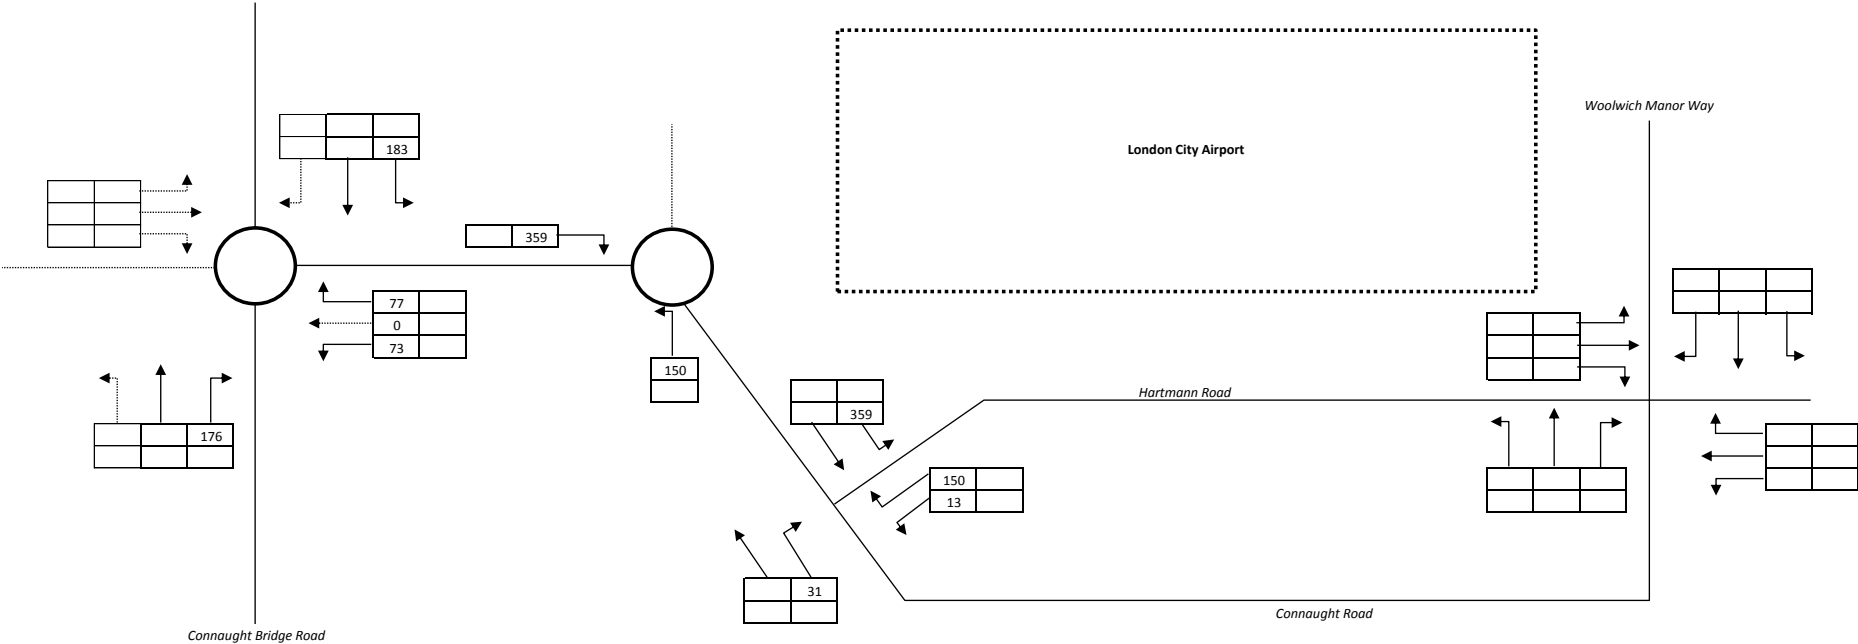 Woolwich Manor Way
183
London City Airport
359
77
0
73
150
Hartmann Road
359
176
150
13
31
Connaught Road
Connaught Bridge Road